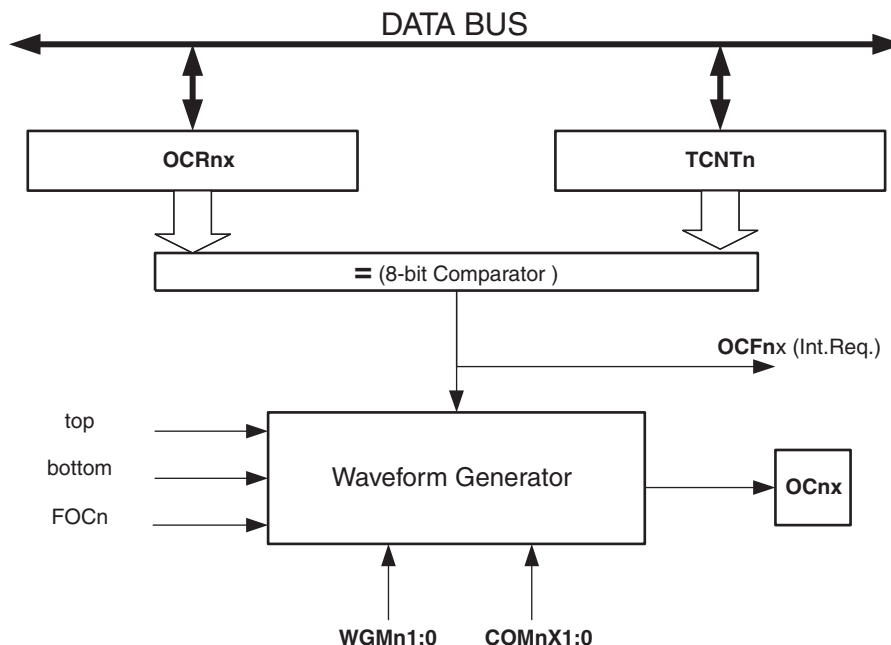 DATA BUS
OCRnx
TCNTn
= (8-bit Comparator )
OCFnx (Int.Req.)
top
bottom
FOCn
Waveform Generator
OCnx
WGMn1:0
COMnX1:0